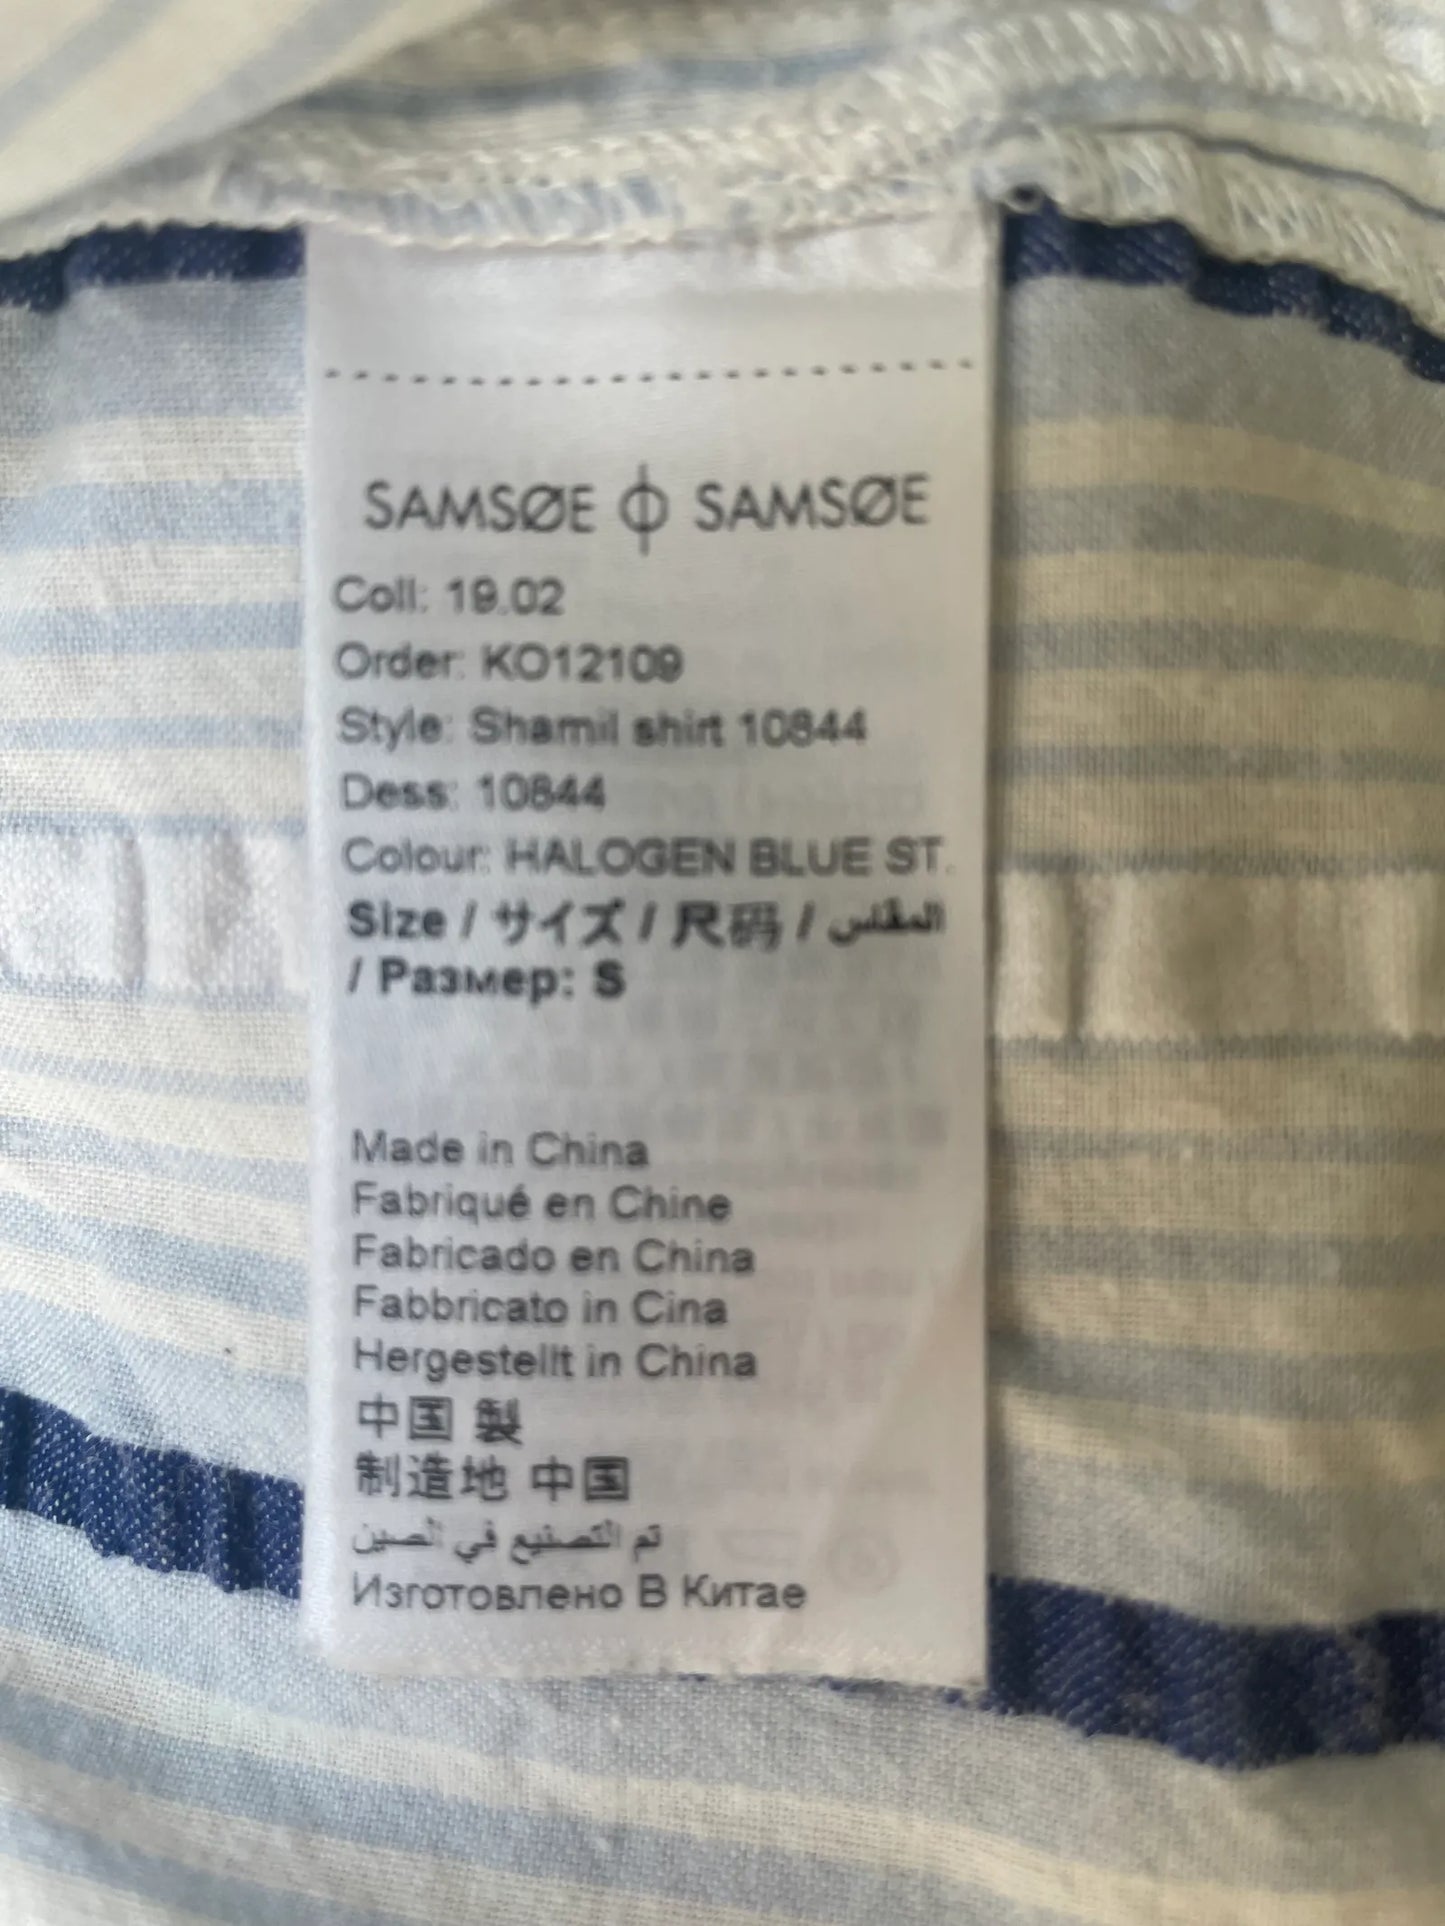 SAMSØE Φ SAMSØE
Coll: 19.02
Order: KO12109
Style: Shamil shirt 10844
Dess: 10844
Colour: HALOGEN BLUE ST.
Size / サイズ / 尺码 / المقاس
/ Размер: S
Made in China
Fabriqué en Chine
Fabricado en China
Fabbricato in Cina
Hergestellt in China
中国 製
制造地 中国
تم التصنيع في الصين
Изготовлено В Китае